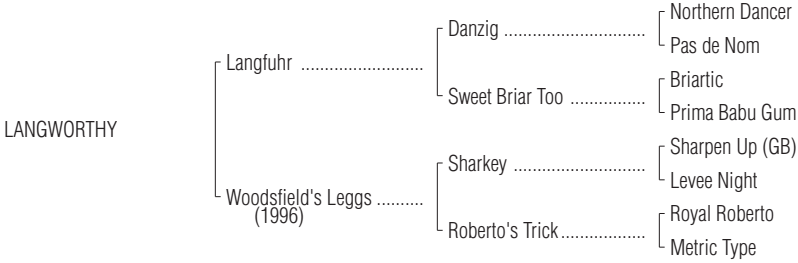 Northern Dancer
Danzig ..............................
Pas de Nom
Langfuhr ..........................
Briartic
Sweet Briar Too ................
Prima Babu Gum
LANGWORTHY
Sharpen Up (GB)
Sharkey ............................
Levee Night
Woodsfield's Leggs ..........
(1996)
Royal Roberto
Roberto's Trick ..................
Metric Type